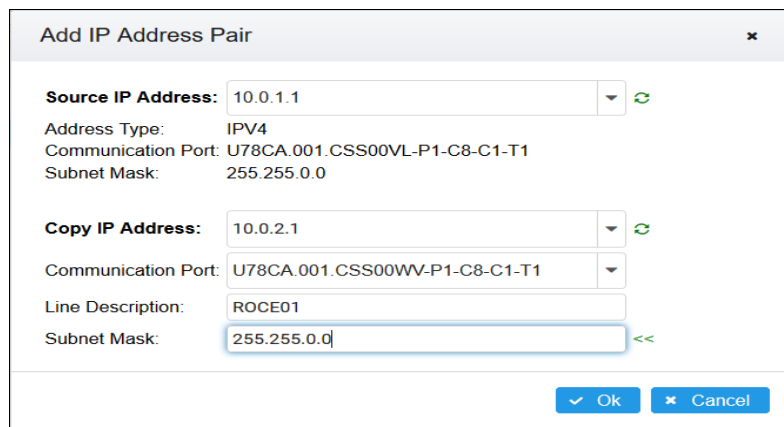 Add IP Address Pair
Source IP Address: 10.0.1.1
Address Type: IPV4
Communication Port: U78CA.001.CSS00VL-P1-C8-C1-T1
Subnet Mask: 255.255.0.0
Copy IP Address: 10.0.2.1
Communication Port: U78CA.001.CSS00WV-P1-C8-C1-T1
Line Description: ROCE01
Subnet Mask: 255.255.0.0 <<
Ok Cancel